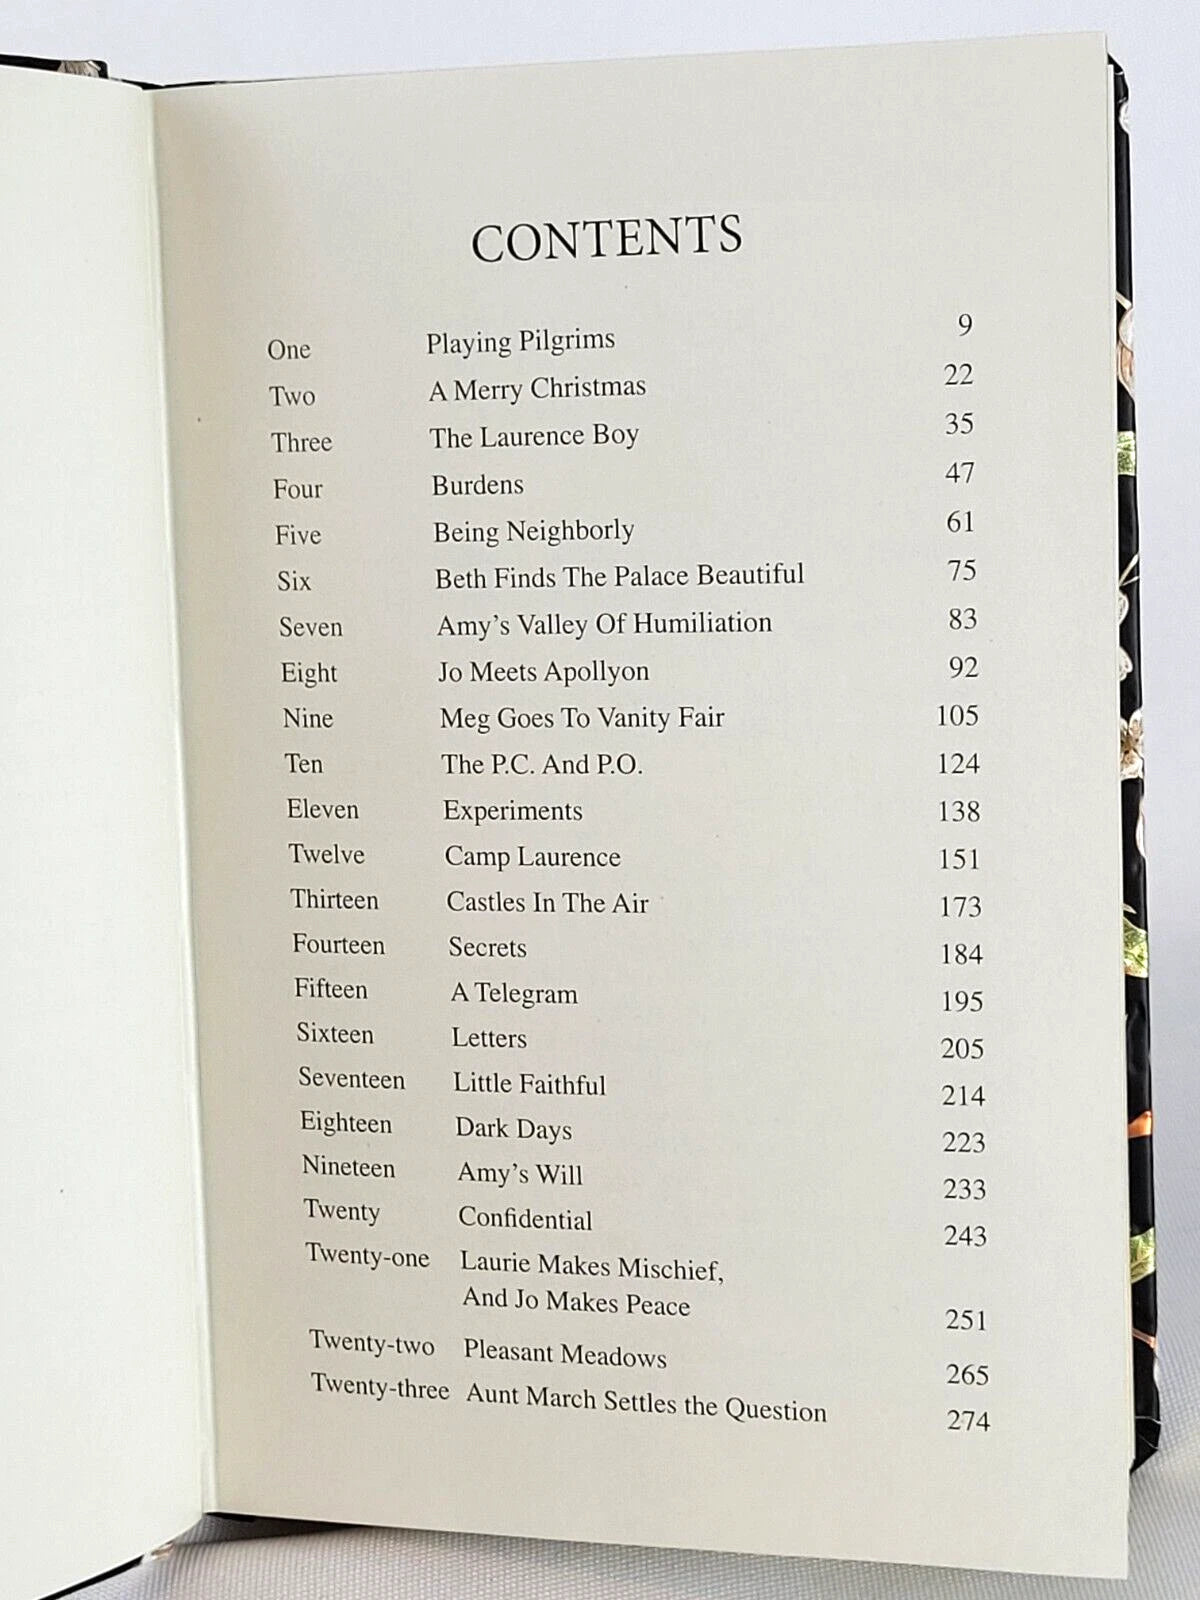 CONTENTS
One Playing Pilgrims 9
Two A Merry Christmas 22
Three The Laurence Boy 35
Four Burdens 47
Five Being Neighborly 61
Six Beth Finds The Palace Beautiful 75
Seven Amy’s Valley Of Humiliation 83
Eight Jo Meets Apollyon 92
Nine Meg Goes To Vanity Fair 105
Ten The P.C. And P.O. 124
Eleven Experiments 138
Twelve Camp Laurence 151
Thirteen Castles In The Air 173
Fourteen Secrets 184
Fifteen A Telegram 195
Sixteen Letters 205
Seventeen Little Faithful 214
Eighteen Dark Days 223
Nineteen Amy’s Will 233
Twenty Confidential 243
Twenty-one Laurie Makes Mischief,
And Jo Makes Peace 251
Twenty-two Pleasant Meadows 265
Twenty-three Aunt March Settles the Question 274